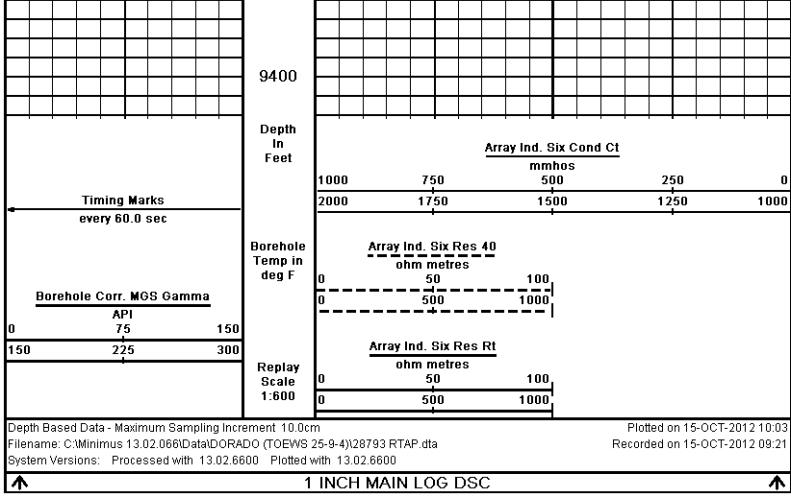 9400
Depth
In
Feet
Array Ind. Six Cond Ct
mmhos
1000 750 500 250 0
2000 1750 1500 1250 1000
Timing Marks
every 60.0 sec
Borehole
Temp in
deg F
Array Ind. Six Res 40
ohm metres
0 50 100
0 500 1000
Borehole Corr. MGS Gamma
API
0 75 150
150 225 300
Array Ind. Six Res Rt
ohm metres
0 50 100
0 500 1000
Replay
Scale
1:600
Depth Based Data - Maximum Sampling Increment 10.0cm
Plotted on 15-OCT-2012 10:03
Filename: C:\Minimus 13.02.066\Data\DORADO (TOEWS 25-9-4)\28793 RTAP.dta
Recorded on 15-OCT-2012 09:21
System Versions: Processed with 13.02.6600 Plotted with 13.02.6600
1 INCH MAIN LOG DSC